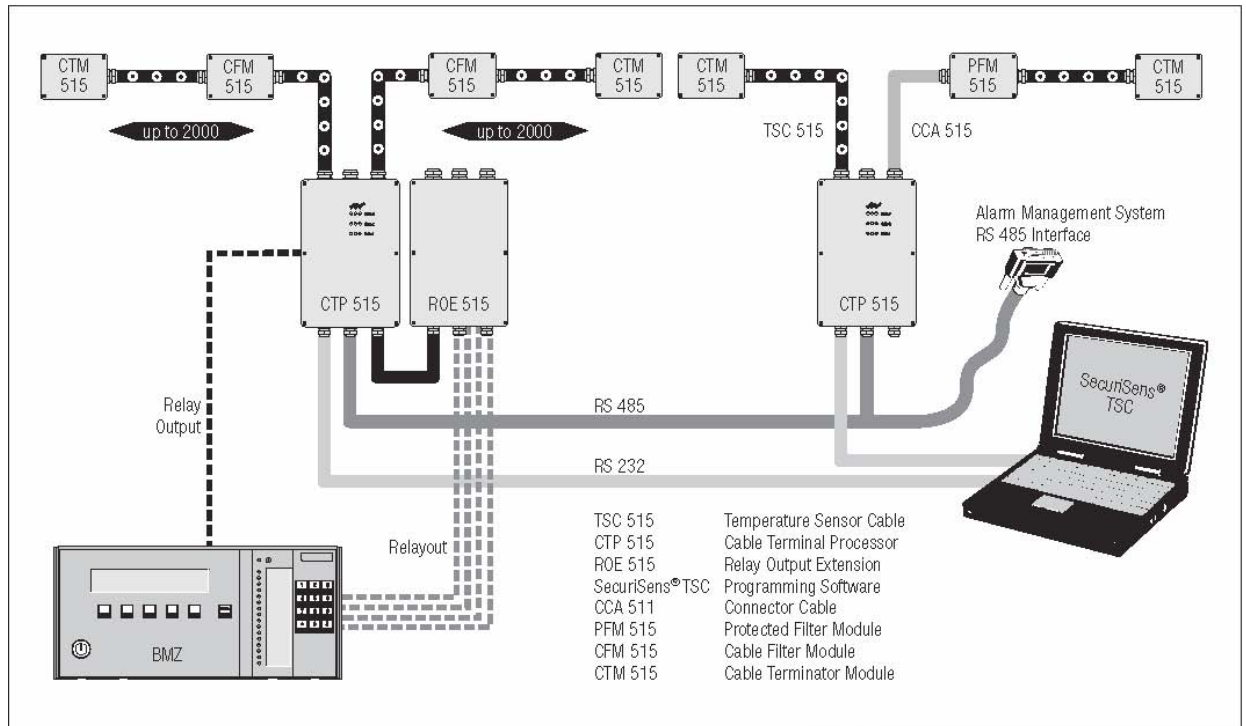 CTM
515
CFM
515
CFM
515
CTM
515
CTM
515
PFM
515
CTM
515
up to 2000
up to 2000
TSC 515
CCA 515
Alarm Management System
RS 485 Interface
CTP 515
ROE 515
CTP 515
SecuriSens®
TSC
Relay
Output
RS 485
RS 232
Relayout
BMZ
TSC 515 Temperature Sensor Cable
CTP 515 Cable Terminal Processor
ROE 515 Relay Output Extension
SecuriSens® TSC Programming Software
CCA 511 Connector Cable
PFM 515 Protected Filter Module
CFM 515 Cable Filter Module
CTM 515 Cable Terminator Module